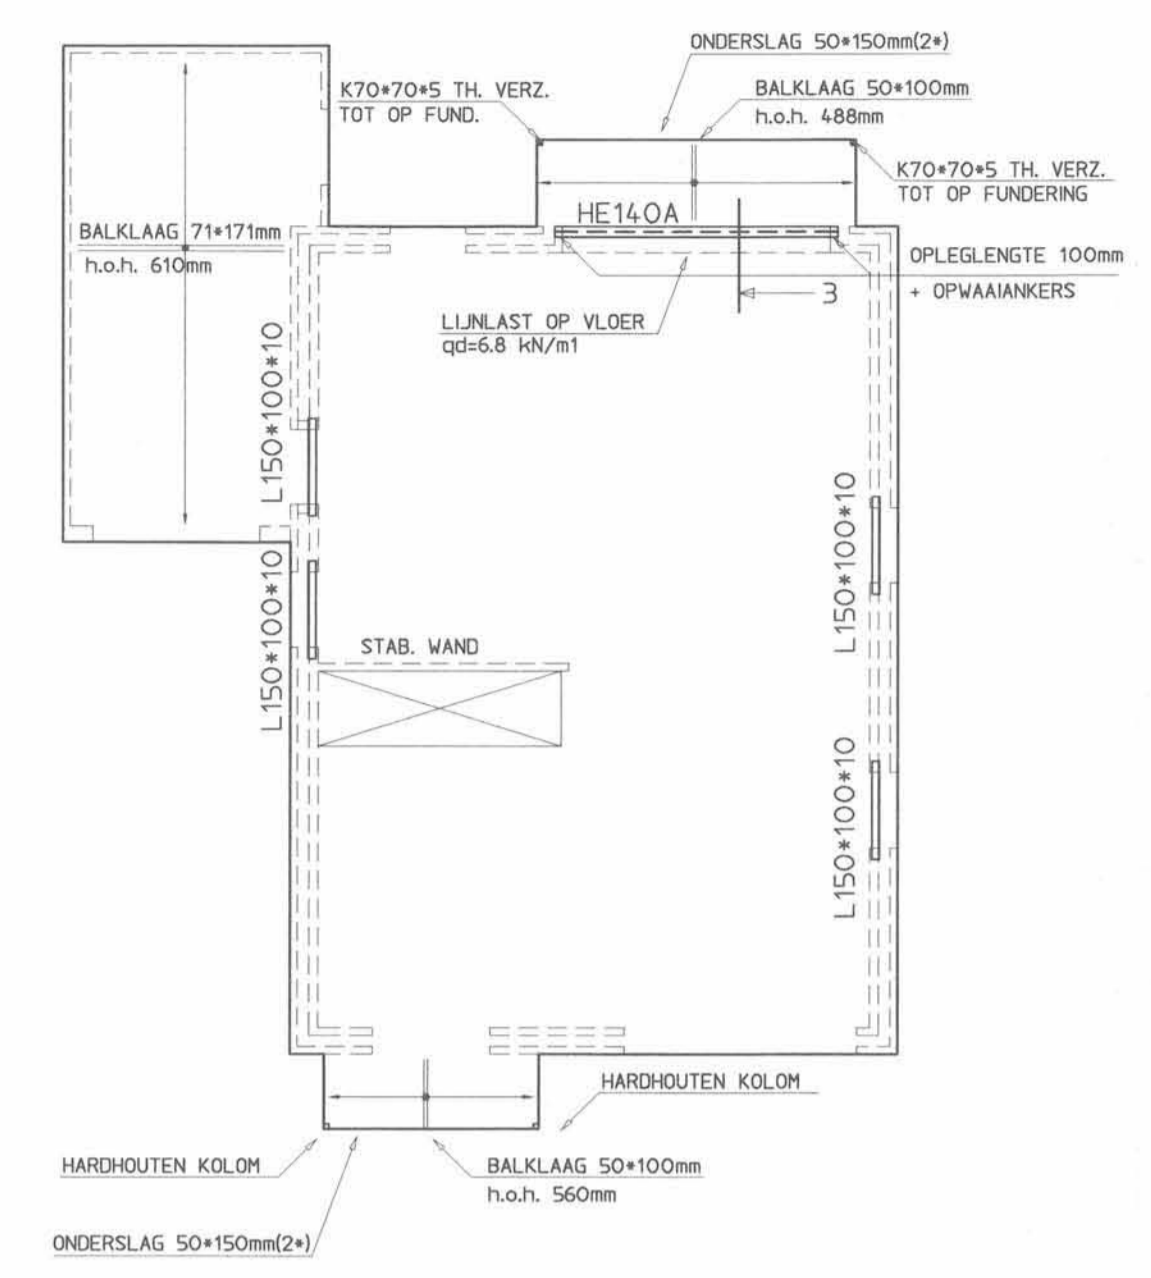 ONDERSLAG 50*150mm(2*)
K70*70*5 TH. VERZ.
TOT OP FUND.
BALKLAAG 50*100mm
h.o.h. 488mm
K70*70*5 TH. VERZ.
TOT OP FUNDERING
HE140A
BALKLAAG 71*171mm
h.o.h. 610mm
OPLEGLENGTE 100mm
+ OPWAAIANKERS
3
LIJNLAST OP VLOER
qd=6.8 kN/m1
L150*100*10
L150*100*10
L150*100*10
STAB. WAND
L150*100*10
HARDHOUTEN KOLOM
HARDHOUTEN KOLOM
BALKLAAG 50*100mm
h.o.h. 560mm
ONDERSLAG 50*150mm(2*)